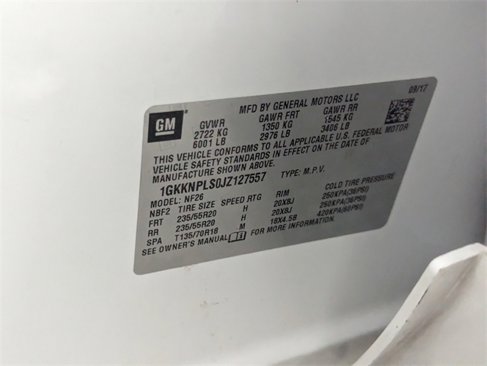 GM
MFD BY GENERAL MOTORS LLC 09/17
GVWR GAWR FRT GAWR RR
2722 KG 1350 KG 1545 KG
6001 LB 2976 LB 3406 LB
THIS VEHICLE CONFORMS TO ALL APPLICABLE U.S. FEDERAL MOTOR
VEHICLE SAFETY STANDARDS IN EFFECT ON THE DATE OF
MANUFACTURE SHOWN ABOVE.
1GKKNPLS0JZ127557 TYPE: M.P.V.
MODEL: NF26
NBF2 TIRE SIZE SPEED RTG RIM COLD TIRE PRESSURE
FRT 235/55R20 H 20X8J 250KPA(36PSI)
RR 235/55R20 H 20X8J 250KPA(36PSI)
SPA T135/70R18 M 18X4.5B 420KPA(60PSI)
SEE OWNER'S MANUAL FOR MORE INFORMATION.